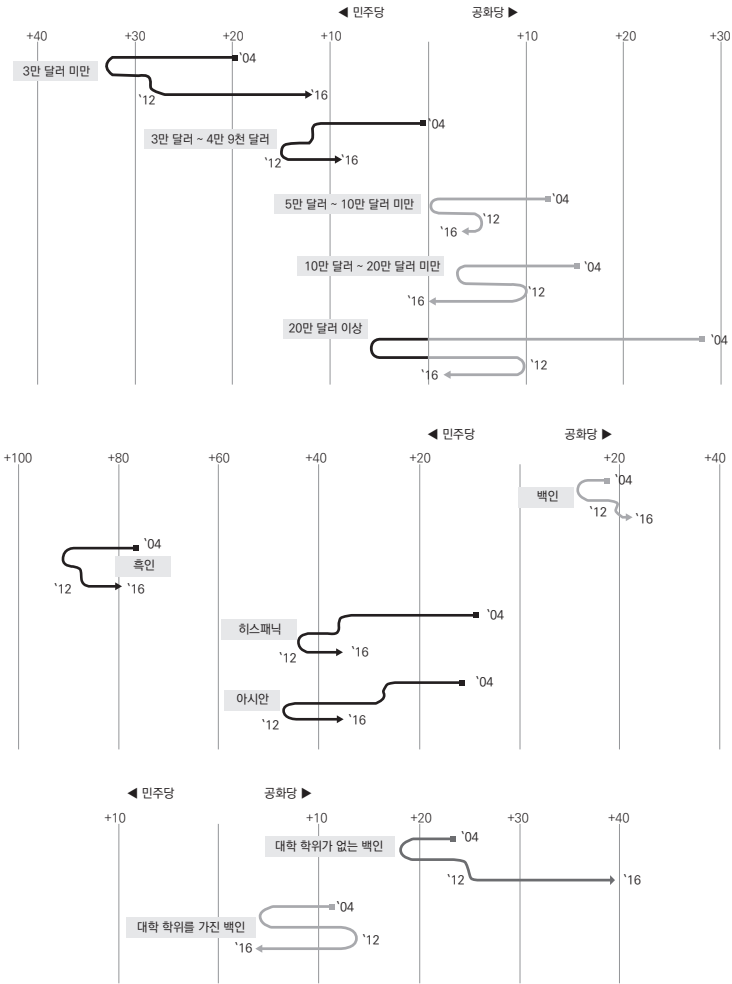 ◀ 민주당 공화당 ▶
+40 +30 +20 +10 +10 +20 +30
`04
3만 달러 미만
`12 `16
`04
3만 달러 ~ 4만 9천 달러
`12 `16
`04
5만 달러 ~ 10만 달러 미만
`12
`16
10만 달러 ~ 20만 달러 미만 `04
`12
`16
20만 달러 이상
`04
`12
`16
◀ 민주당 공화당 ▶
+100 +80 +60 +40 +20 +20 +40
`04
백인
`12 `16
`04
흑인
`12 `16
`04
히스패닉
`12 `16
`04
아시안
`12 `16
◀ 민주당 공화당 ▶
+10 +10 +20 +30 +40
`04
대학 학위가 없는 백인
`12 `16
`04
대학 학위를 가진 백인
`12
`16